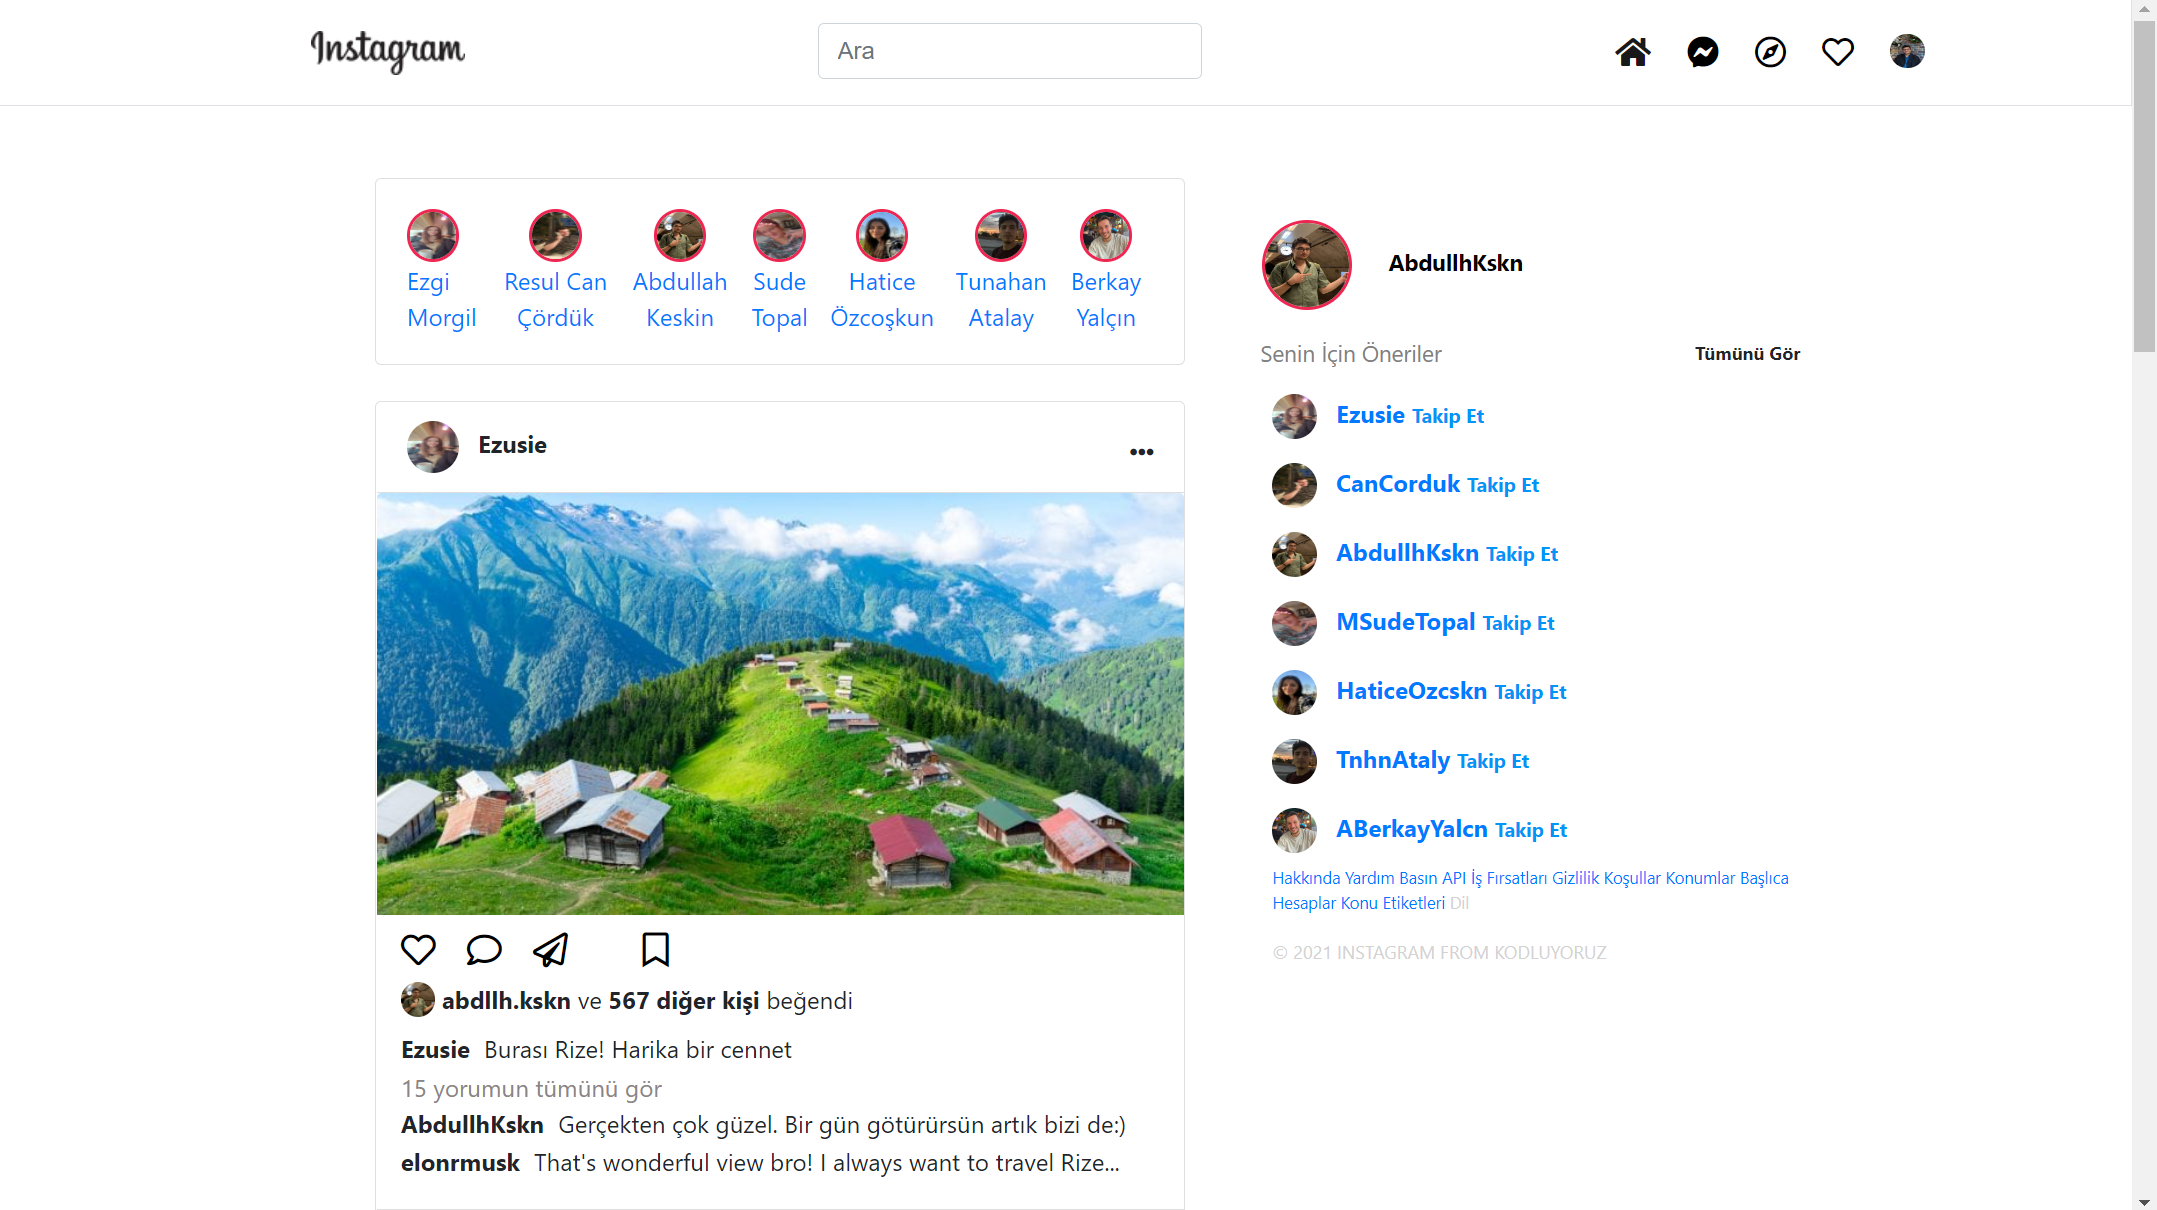 Instagram
Ara
Ezgi Morgil
Resul Can Çördük
Abdullah Keskin
Sude Topal
Hatice Özcoşkun
Tunahan Atalay
Berkay Yalçın
Ezusie
abdllh.kskn ve 567 diğer kişi beğendi
Ezusie Burası Rize! Harika bir cennet
15 yorumun tümünü gör
AbdullhKskn Gerçekten çok güzel. Bir gün götürürsün artık bizi de:)
elonrmusk That's wonderful view bro! I always want to travel Rize...
AbdullhKskn
Senin İçin Öneriler Tümünü Gör
Ezusie Takip Et
CanCorduk Takip Et
AbdullhKskn Takip Et
MSudeTopal Takip Et
HaticeOzcskn Takip Et
TnhnAtaly Takip Et
ABerkayYalcn Takip Et
Hakkında Yardım Basın API İş Fırsatları Gizlilik Koşullar Konumlar Başlıca
Hesaplar Konu Etiketleri Dil
© 2021 INSTAGRAM FROM KODLUYORUZ